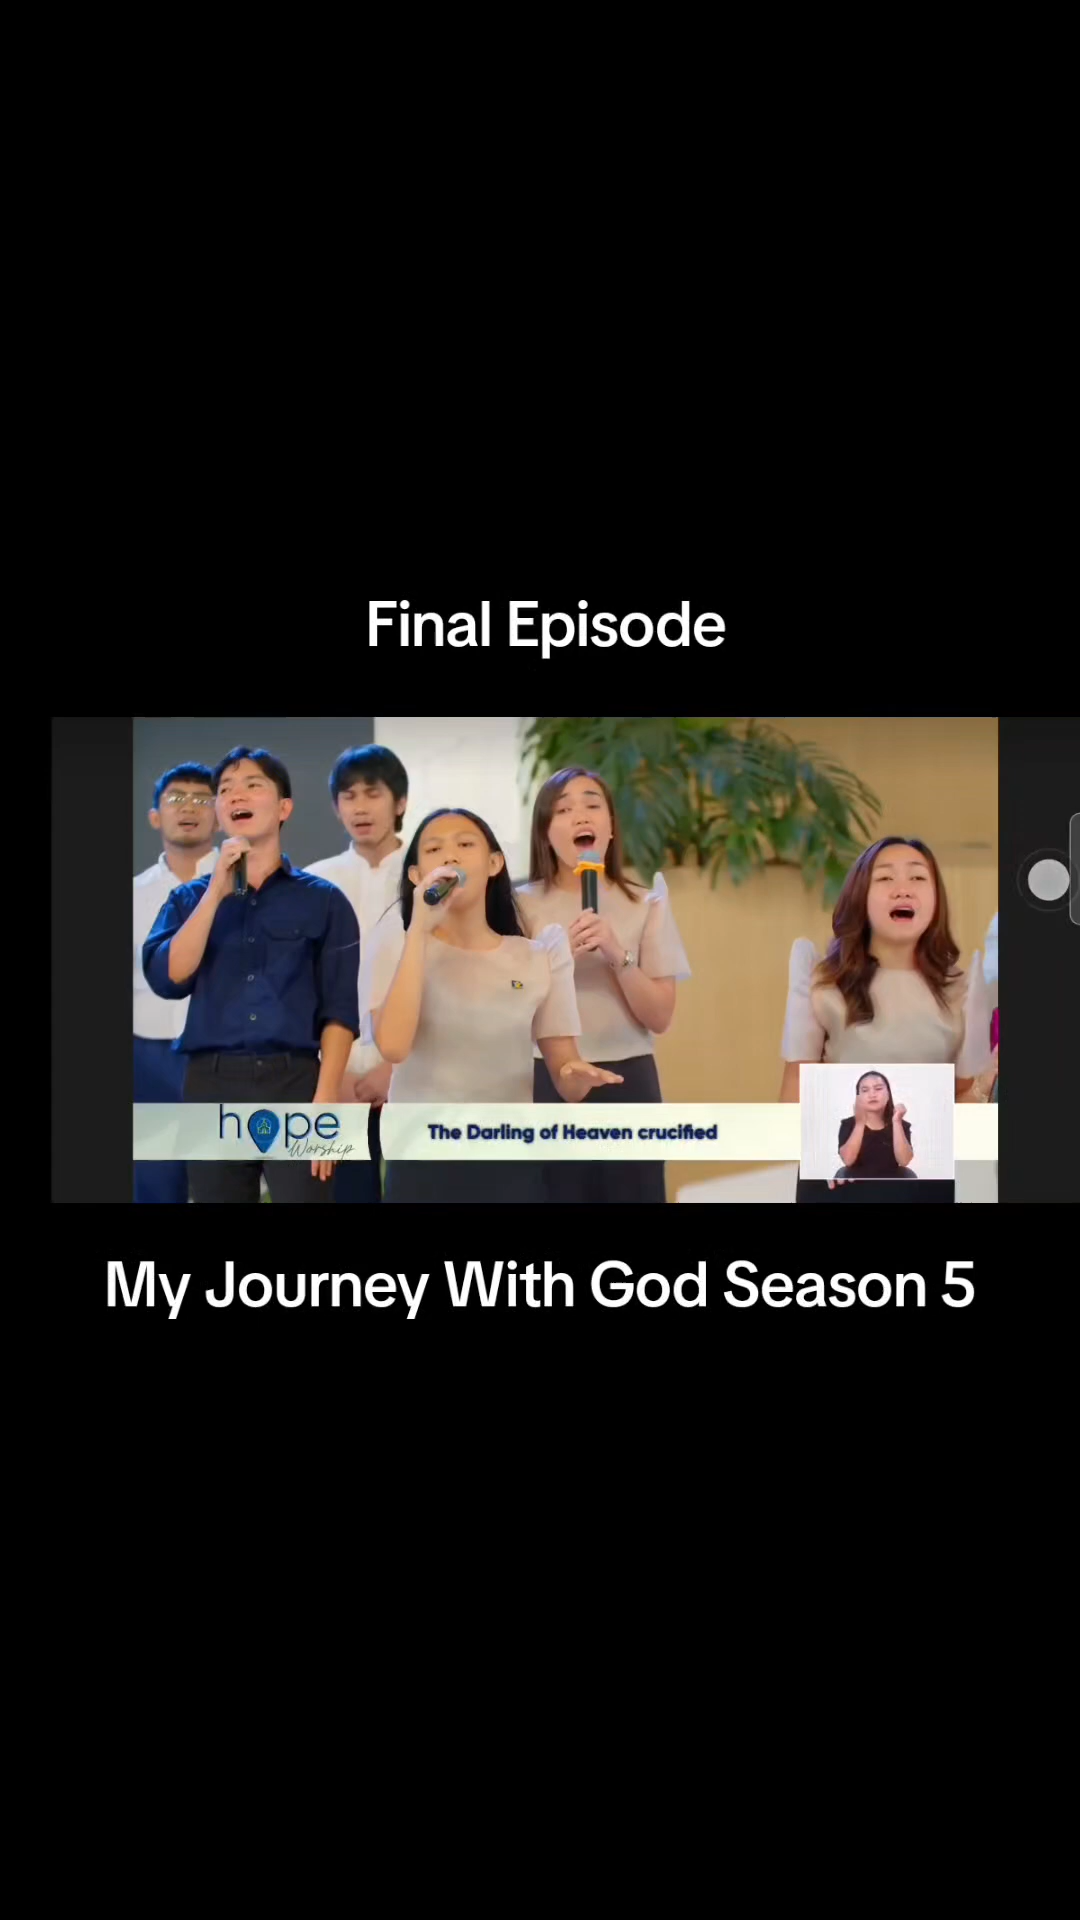 Final Episode
hope
Worship
The Darling of Heaven crucified
My Journey With God Season 5